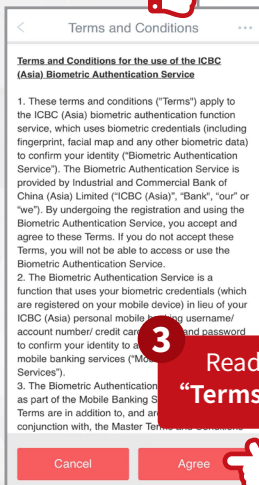 Terms and Conditions
Terms and Conditions for the use of the ICBC
(Asia) Biometric Authentication Service
1. These terms and conditions ("Terms") apply to
the ICBC (Asia) biometric authentication function
service, which uses biometric credentials (including
fingerprint, facial map and any other biometric data)
to confirm your identity ("Biometric Authentication
Service"). The Biometric Authentication Service is
provided by Industrial and Commercial Bank of
China (Asia) Limited ("ICBC (Asia)", "Bank", "our" or
"we"). By undergoing the registration and using the
Biometric Authentication Service, you accept and
agree to these Terms. If you do not accept these
Terms, you will not be able to access or use the
Biometric Authentication Service.
2. The Biometric Authentication Service is a
function that uses your biometric credentials (which
are registered on your mobile device) in lieu of your
ICBC (Asia) personal mobile username/
account number/ credit and password
to confirm your identity to
mobile banking services
Services").
3. The Biometric Authentication
as part of the Mobile Banking
Terms are in addition to, and
conjunction with, the Master
3
Read
“Terms
Cancel
Agree